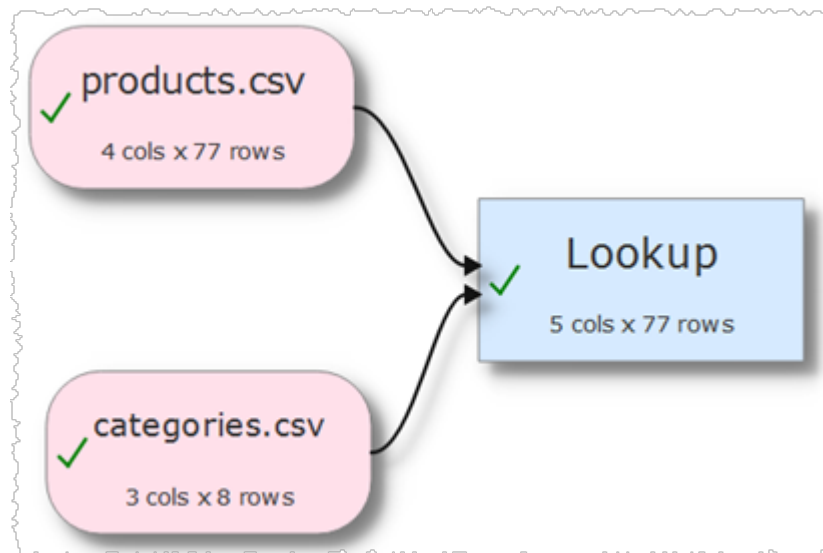 products.csv
4 cols x 77 rows
Lookup
5 cols x 77 rows
categories.csv
3 cols x 8 rows